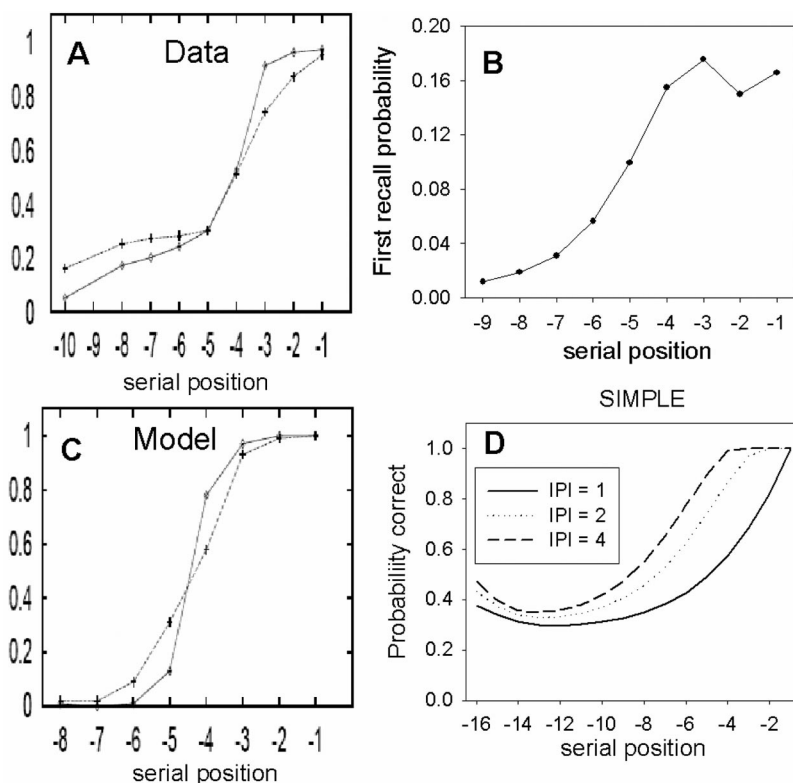 A Data
1
0.8
0.6
0.4
0.2
0
-10 -9 -8 -7 -6 -5 -4 -3 -2 -1
serial position
B
First recall probability
0.20
0.16
0.12
0.08
0.04
0.00
-9 -8 -7 -6 -5 -4 -3 -2 -1
serial position
C Model
1
0.8
0.6
0.4
0.2
0
-8 -7 -6 -5 -4 -3 -2 -1
serial position
SIMPLE
D
IPI = 1
IPI = 2
IPI = 4
Probability correct
1.0
0.8
0.6
0.4
0.2
0.0
-16 -14 -12 -10 -8 -6 -4 -2
serial position